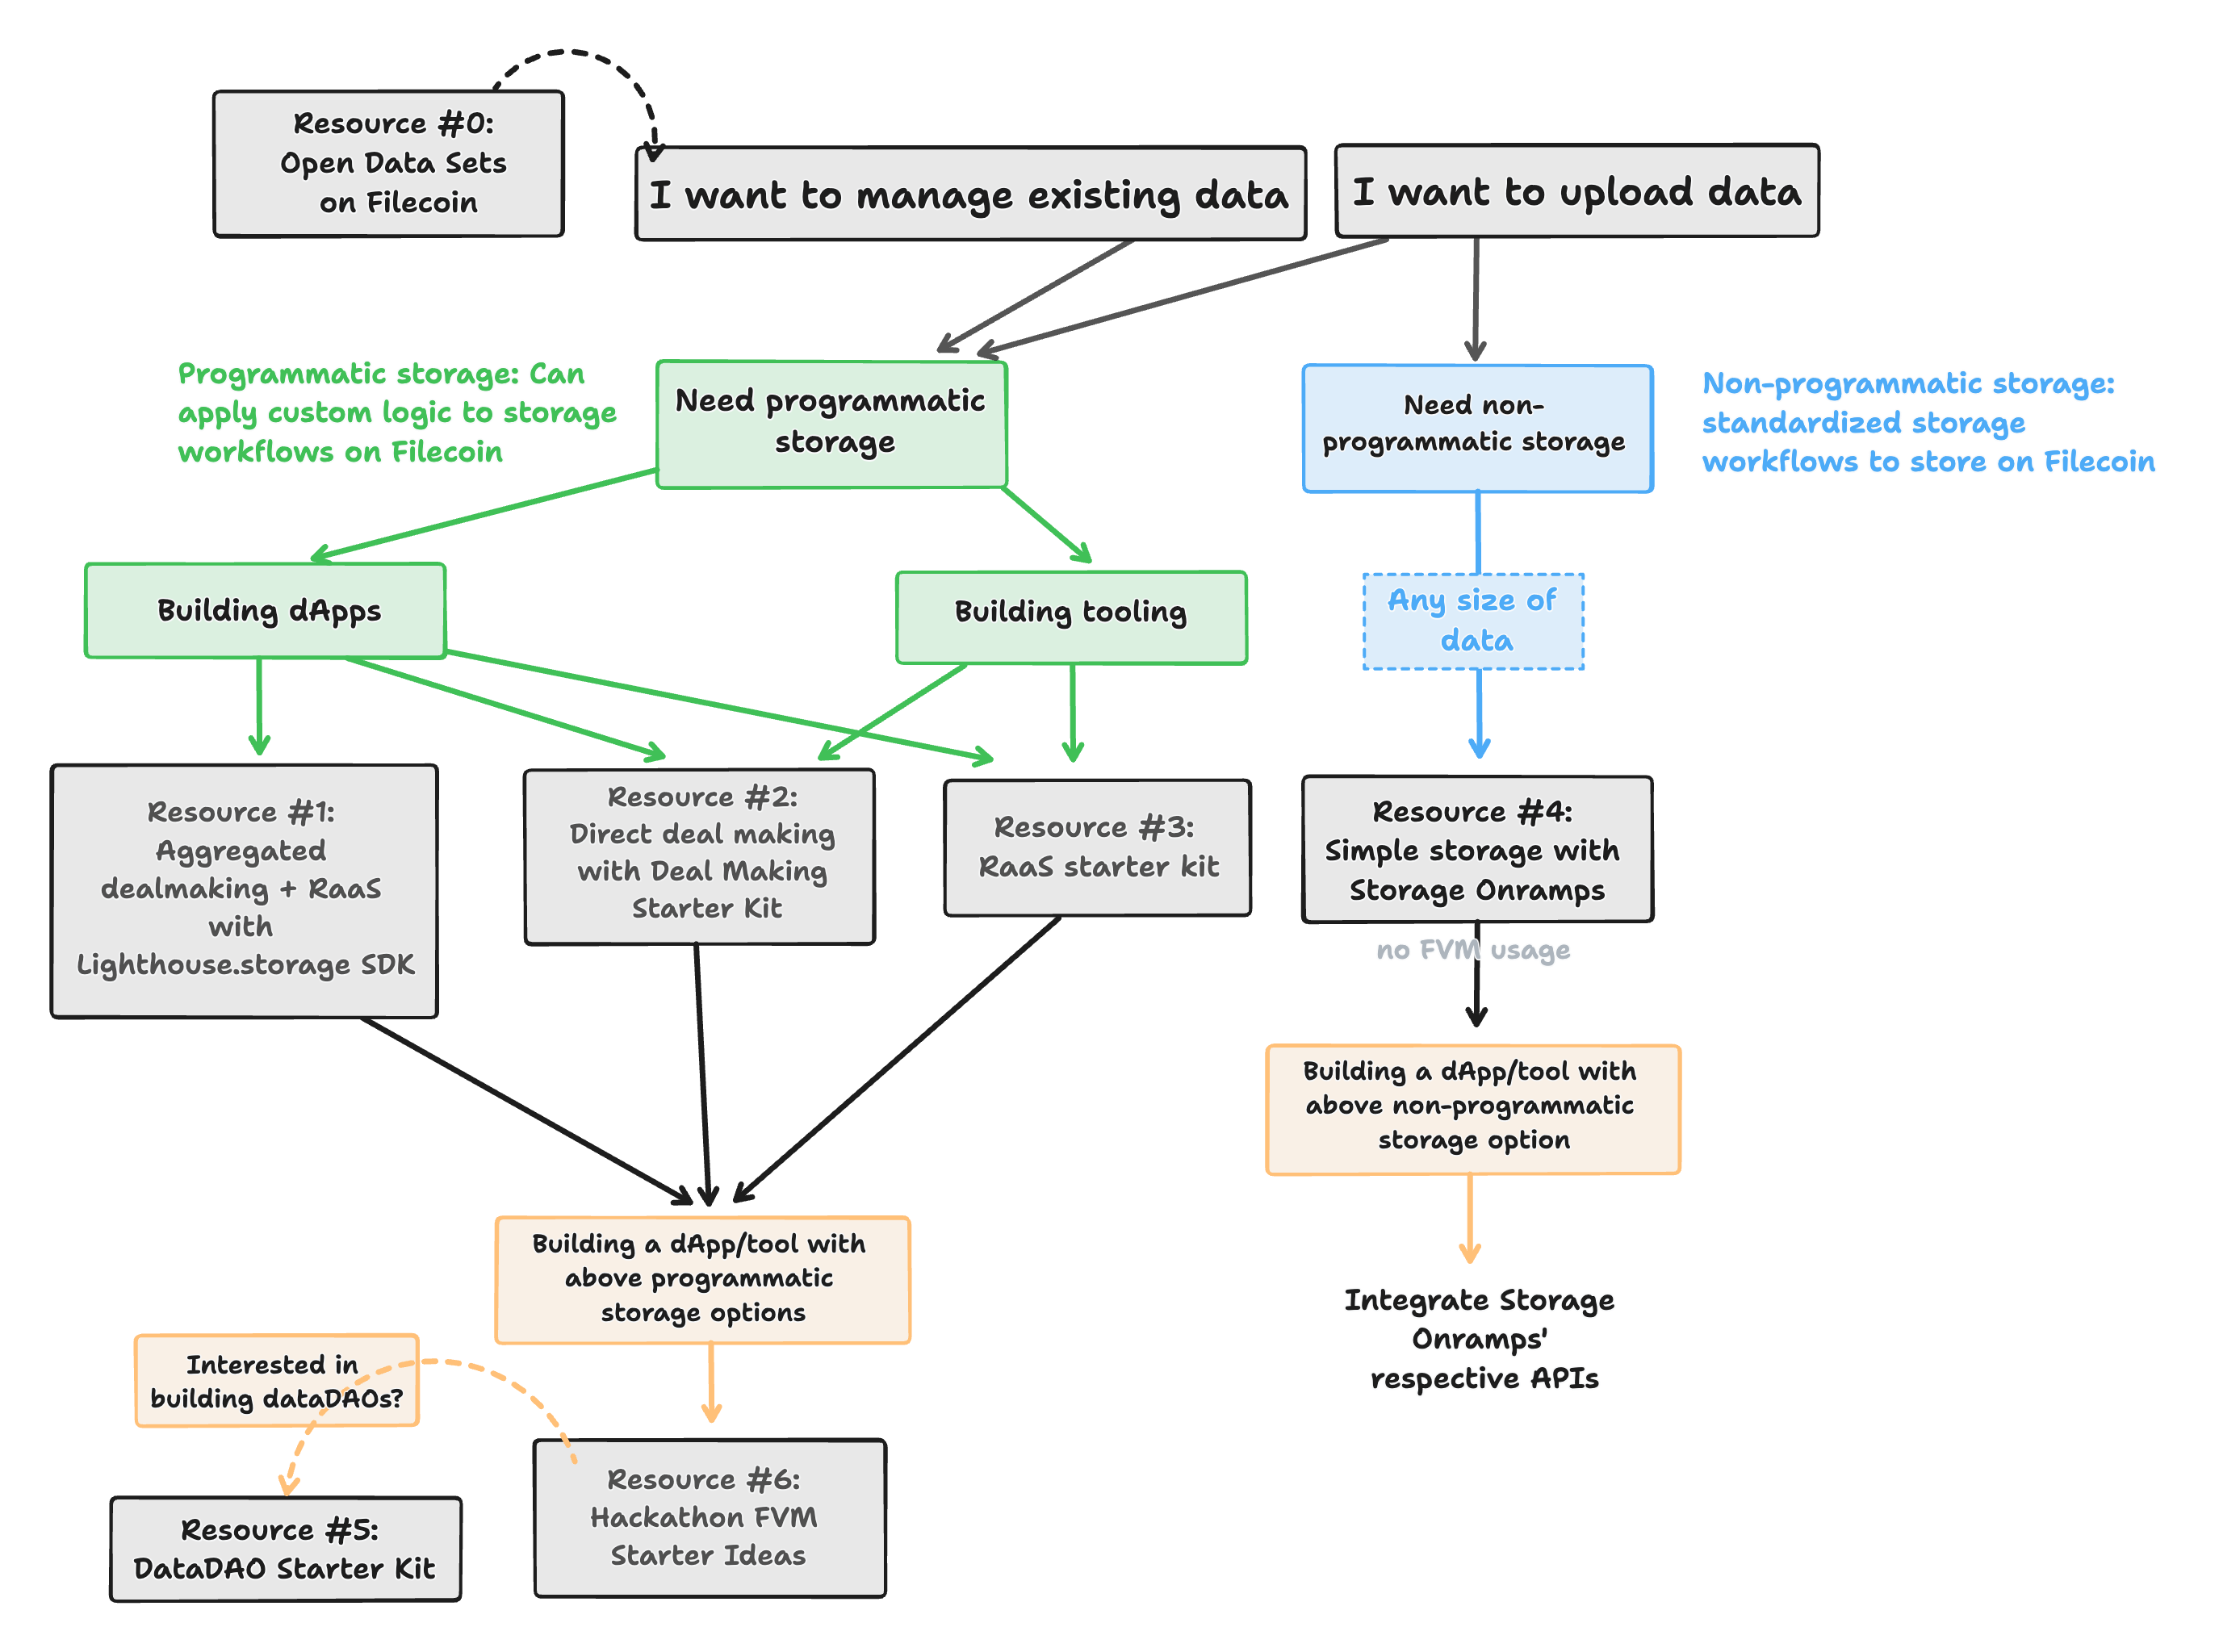 Resource #0:
Open Data Sets
on Filecoin
I want to manage existing data
I want to upload data
Programmatic storage: Can
apply custom logic to storage
workflows on Filecoin
Need programmatic
storage
Need non-
programmatic storage
Non-programmatic storage:
standardized storage
workflows to store on Filecoin
Building dApps
Building tooling
Any size of
data
Resource #1:
Aggregated
dealmaking + RaaS
with
Lighthouse.storage SDK
Resource #2:
Direct deal making
with Deal Making
Starter Kit
Resource #3:
RaaS starter kit
Resource #4:
Simple storage with
Storage Onramps
no FVM usage
Building a dApp/tool with
above non-programmatic
storage option
Building a dApp/tool with
above programmatic
storage options
Integrate Storage
Onramps'
respective APIs
Interested in
building dataDAOs?
Resource #6:
Hackathon FVM
Starter Ideas
Resource #5:
DataDAO Starter Kit